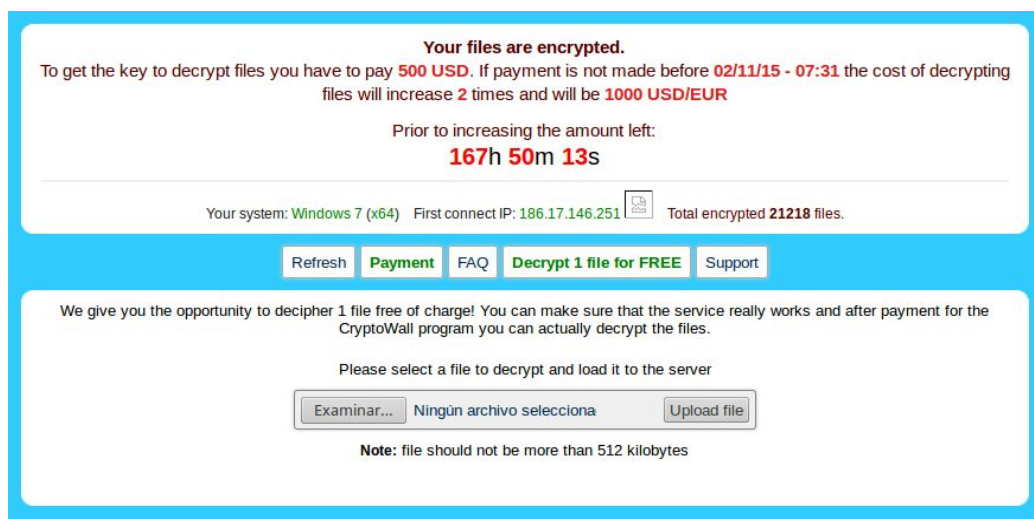 Your files are encrypted.
To get the key to decrypt files you have to pay 500 USD. If payment is not made before 02/11/15 - 07:31 the cost of decrypting
files will increase 2 times and will be 1000 USD/EUR
Prior to increasing the amount left:
167h 50m 13s
Your system: Windows 7 (x64) First connect IP: 186.17.146.251 Total encrypted 21218 files.
Refresh Payment FAQ Decrypt 1 file for FREE Support
We give you the opportunity to decipher 1 file free of charge! You can make sure that the service really works and after payment for the
CryptoWall program you can actually decrypt the files.
Please select a file to decrypt and load it to the server
Examinar... Ningún archivo selecciona Upload file
Note: file should not be more than 512 kilobytes